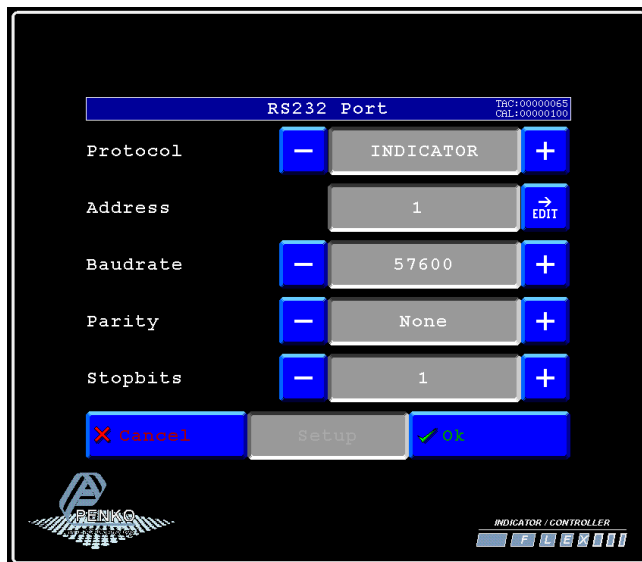 RS232 Port
TAC:00000065
CAL:00000100
Protocol − INDICATOR +
Address 1 → EDIT
Baudrate − 57600 +
Parity − None +
Stopbits − 1 +
Cancel Setup Ok
PENKO
INDICATOR / CONTROLLER
FLEX